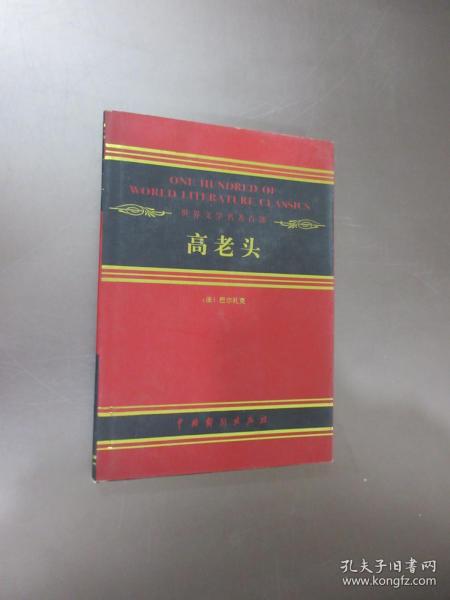 ONE HUNDRED OF
WORLD LITERATURE CLASSICS
世界文学名著百部
高老头
（法）巴尔扎克
中国戏剧出版社
孔夫子旧书网
www.kongfz.com